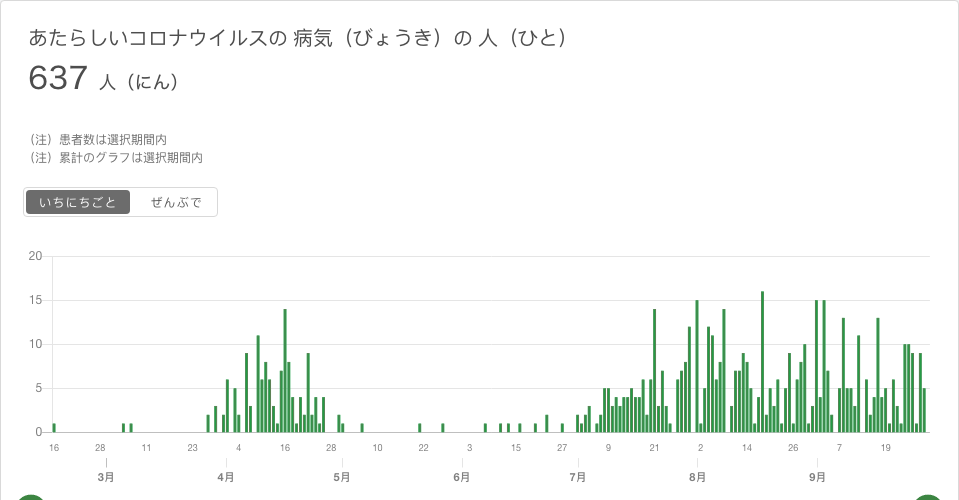 あたらしいコロナウイルスの 病気（びょうき）の 人（ひと）
637 人（にん）
（注）患者数は選択期間内
（注）累計のグラフは選択期間内
いちにちごと ぜんぶで
20
15
10
5
0
16 28 11 23 4 16 28 10 22 3 15 27 9 21 2 14 26 7 19
3月 4月 5月 6月 7月 8月 9月